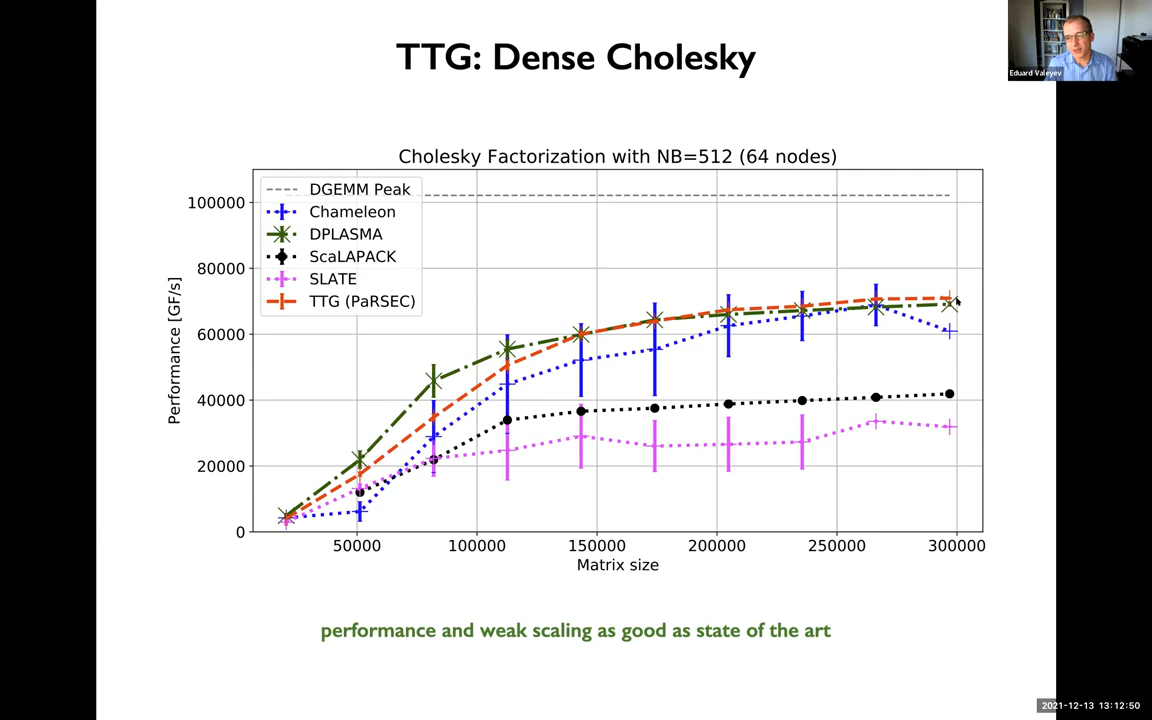 TTG: Dense Cholesky
Eduard Valeyev
Cholesky Factorization with NB=512 (64 nodes)
DGEMM Peak
Chameleon
DPLASMA
ScaLAPACK
SLATE
TTG (PaRSEC)
Performance [GF/s]
100000
80000
60000
40000
20000
0
50000 100000 150000 200000 250000 300000
Matrix size
performance and weak scaling as good as state of the art
2021-12-13 13:12:50